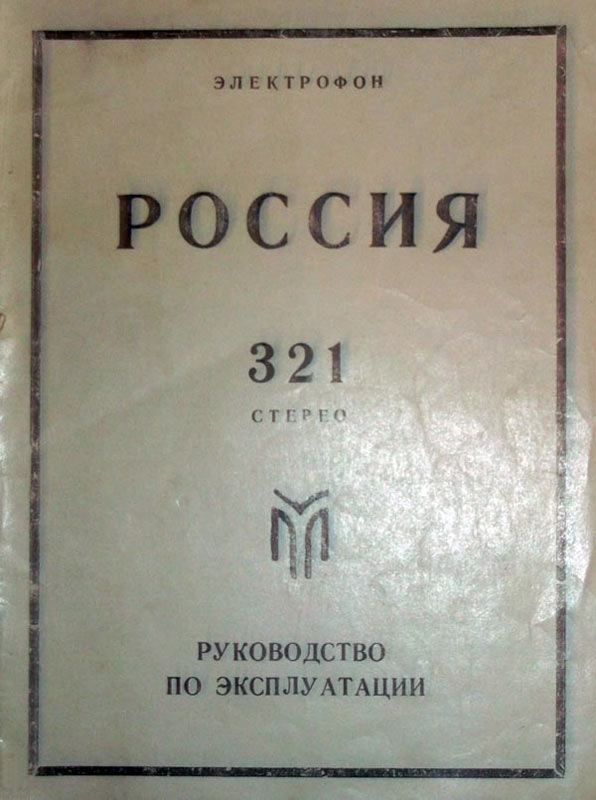 ЭЛЕКТРОФОН
РОССИЯ
321
СТЕРЕО
РУКОВОДСТВО
ПО ЭКСПЛУАТАЦИИ